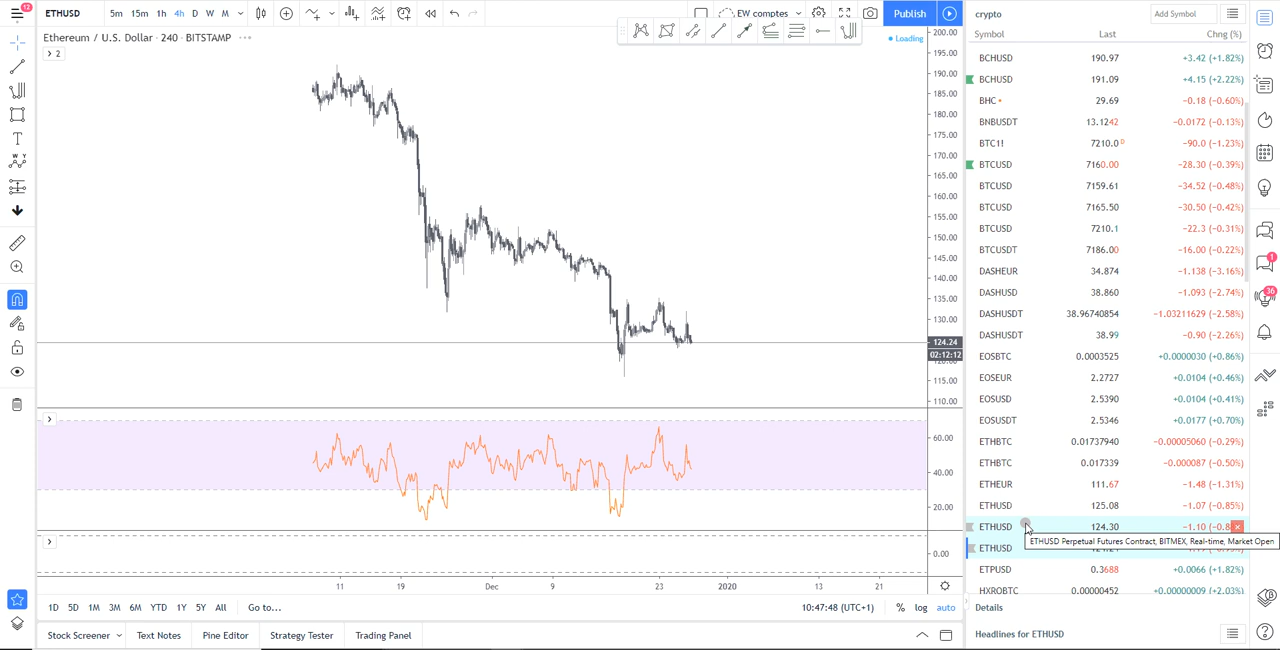 12
ETHUSD
5m 15m 1h 4h D W M
EW comptes
Publish
Ethereum / U.S. Dollar · 240 · BITSTAMP
Loading
2
T
200.00
195.00
190.00
185.00
180.00
175.00
170.00
165.00
160.00
155.00
150.00
145.00
140.00
135.00
130.00
124.24
02:12:12
120.00
115.00
110.00
60.00
40.00
20.00
0.00
11 19 Dec 9 23 2020 13 21
1D 5D 1M 3M 6M YTD 1Y 5Y All Go to...
10:47:48 (UTC+1) % log auto
Stock Screener Text Notes Pine Editor Strategy Tester Trading Panel
crypto Add Symbol
Symbol Last Chng (%)
BCHUSD 190.97 +3.42 (+1.82%)
BCHUSD 191.09 +4.15 (+2.22%)
BHC 29.69 −0.18 (−0.60%)
BNBUSDT 13.1242 −0.0172 (−0.13%)
BTC1! 7210.0 D −90.0 (−1.23%)
BTCUSD 7160.00 −28.30 (−0.39%)
BTCUSD 7159.61 −34.52 (−0.48%)
BTCUSD 7165.50 −30.50 (−0.42%)
BTCUSD 7210.1 −22.3 (−0.31%)
BTCUSDT 7186.00 −16.00 (−0.22%)
DASHEUR 34.874 −1.138 (−3.16%)
DASHUSD 38.860 −1.093 (−2.74%)
DASHUSDT 38.96740854 −1.03211629 (−2.58%)
DASHUSDT 38.99 −0.90 (−2.26%)
EOSBTC 0.0003525 +0.0000030 (+0.86%)
EOSEUR 2.2727 +0.0104 (+0.46%)
EOSUSD 2.5390 +0.0104 (+0.41%)
EOSUSDT 2.5346 +0.0177 (+0.70%)
ETHBTC 0.01737940 −0.00005060 (−0.29%)
ETHBTC 0.017339 −0.000087 (−0.50%)
ETHEUR 111.67 −1.48 (−1.31%)
ETHUSD 125.08 −1.07 (−0.85%)
ETHUSD 124.30 −1.10 (−0.8
ETHUSD Perpetual Futures Contract, BITMEX, Real-time, Market Open
ETHUSD
ETPUSD 0.3688 +0.0066 (+1.82%)
HXROBTC 0.00000452 +0.00000009 (+2.03%)
Details
Headlines for ETHUSD
1
36